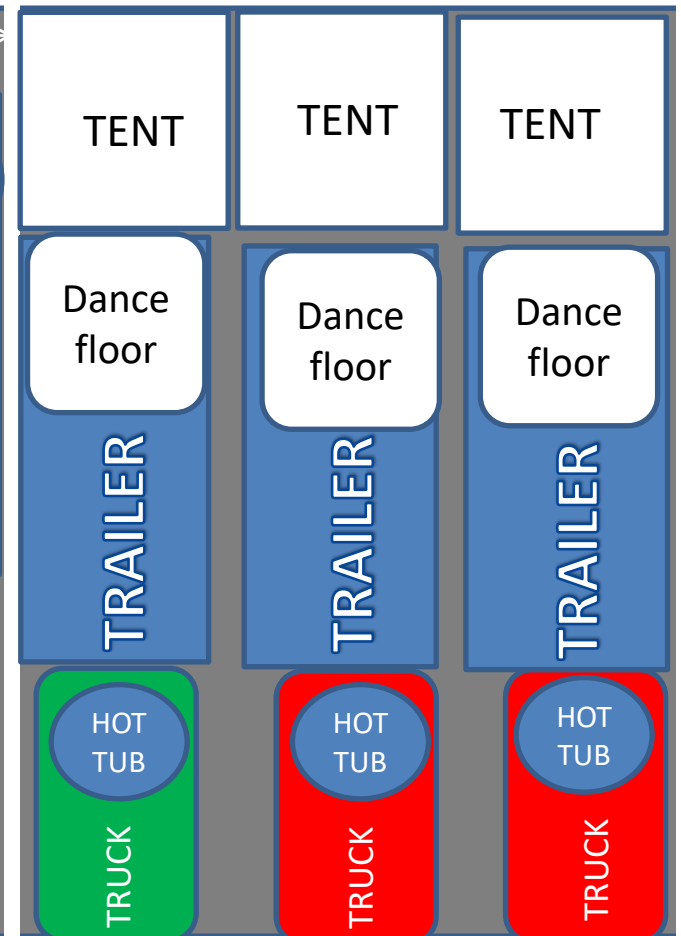 TENT
TENT
TENT
Dance
floor
Dance
floor
Dance
floor
TRAILER
TRAILER
TRAILER
HOT
TUB
HOT
TUB
HOT
TUB
TRUCK
TRUCK
TRUCK